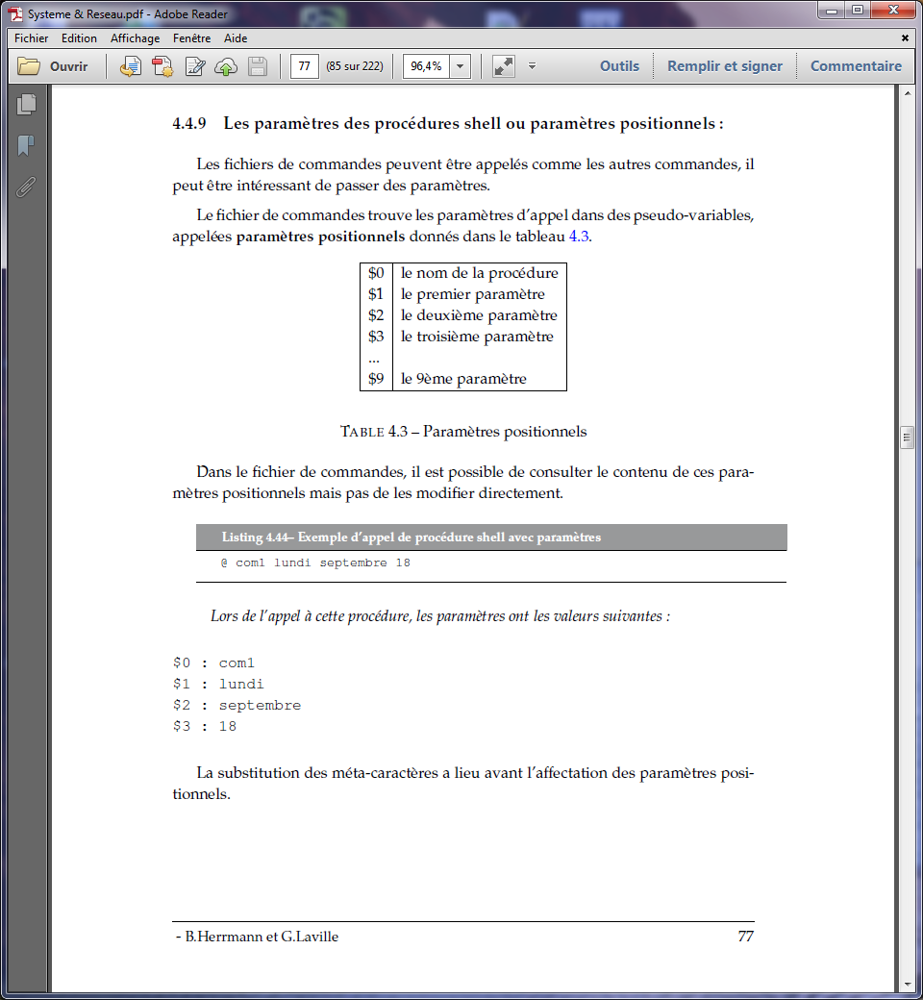 Systeme & Reseau.pdf - Adobe Reader
Fichier Edition Affichage Fenêtre Aide
Ouvrir 77 (85 sur 222) 96,4% Outils Remplir et signer Commentaire
4.4.9 Les paramètres des procédures shell ou paramètres positionnels :
Les fichiers de commandes peuvent être appelés comme les autres commandes, il
peut être intéressant de passer des paramètres.
Le fichier de commandes trouve les paramètres d'appel dans des pseudo-variables,
appelées paramètres positionnels donnés dans le tableau 4.3.
$0 le nom de la procédure
$1 le premier paramètre
$2 le deuxième paramètre
$3 le troisième paramètre
...
$9 le 9ème paramètre
TABLE 4.3 – Paramètres positionnels
Dans le fichier de commandes, il est possible de consulter le contenu de ces para-
mètres positionnels mais pas de les modifier directement.
Listing 4.44– Exemple d'appel de procédure shell avec paramètres
@ com1 lundi septembre 18
Lors de l'appel à cette procédure, les paramètres ont les valeurs suivantes :
$0 : com1
$1 : lundi
$2 : septembre
$3 : 18
La substitution des méta-caractères a lieu avant l'affectation des paramètres posi-
tionnels.
- B.Herrmann et G.Laville 77